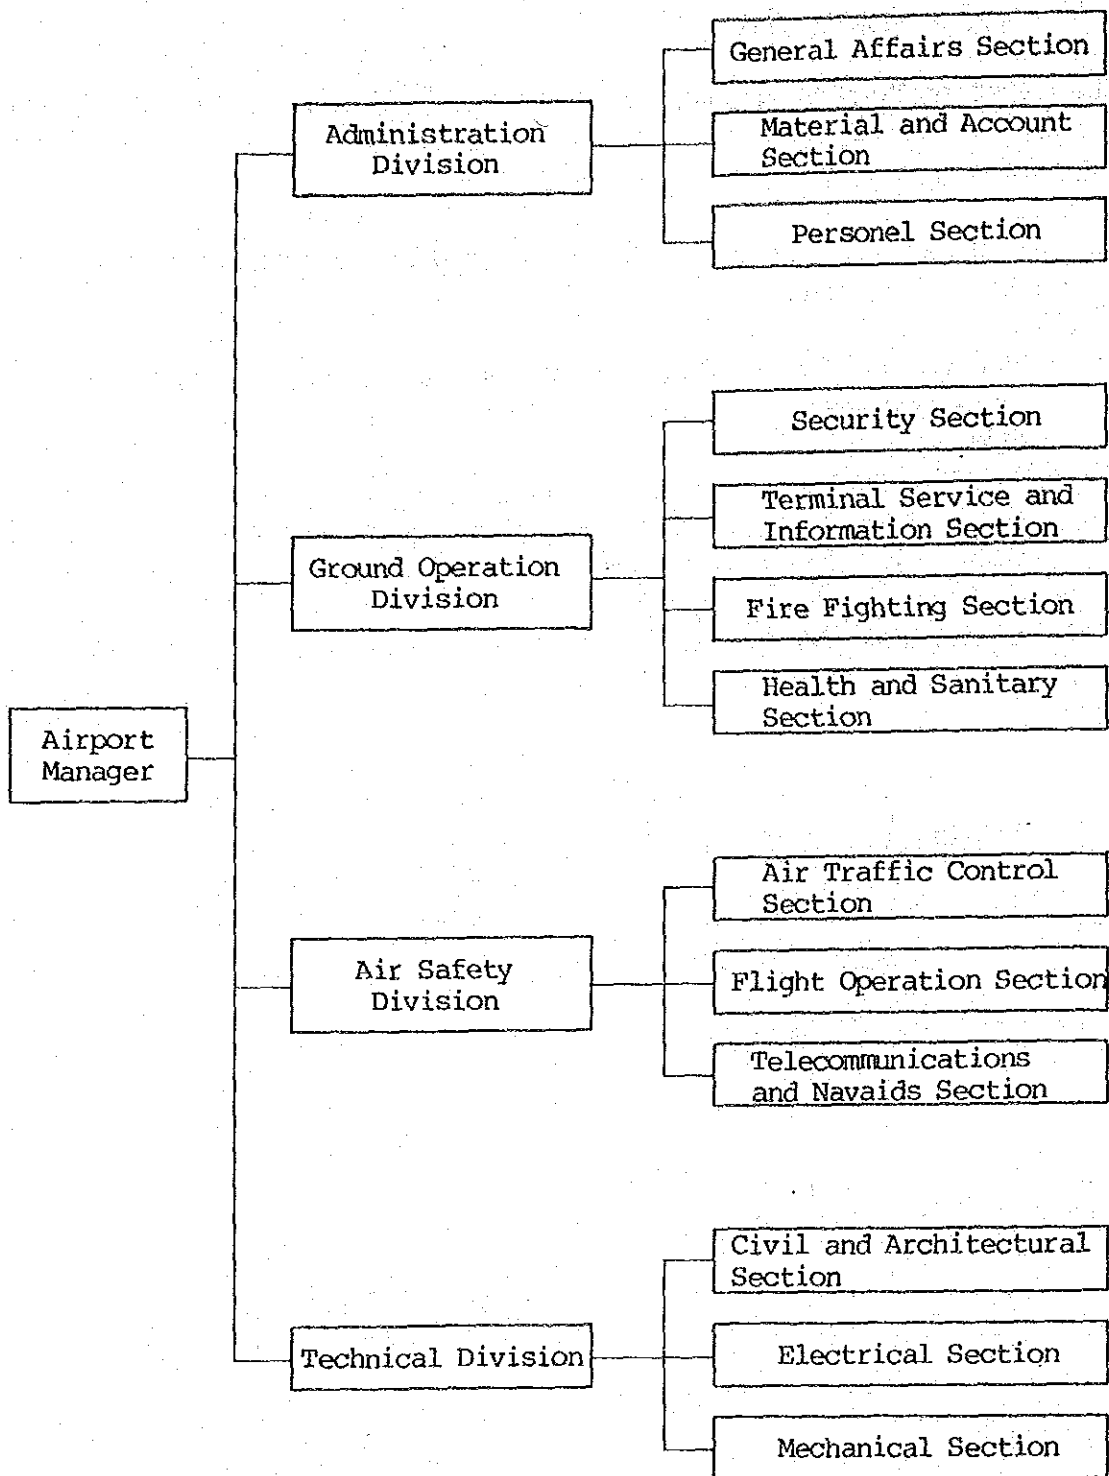 Airport
Manager
Administration
Division
General Affairs Section
Material and Account
Section
Personel Section
Ground Operation
Division
Security Section
Terminal Service and
Information Section
Fire Fighting Section
Health and Sanitary
Section
Air Safety
Division
Air Traffic Control
Section
Flight Operation Section
Telecommunications
and Navaids Section
Technical Division
Civil and Architectural
Section
Electrical Section
Mechanical Section